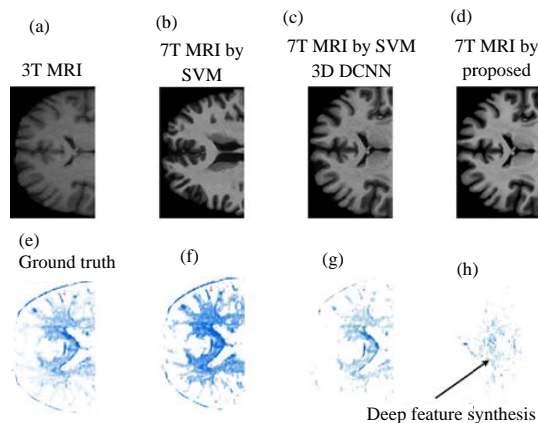 (a)
3T MRI
(b)
7T MRI by
SVM
(c)
7T MRI by SVM
3D DCNN
(d)
7T MRI by
proposed
(e)
Ground truth
(f)
(g)
(h)
Deep feature synthesis